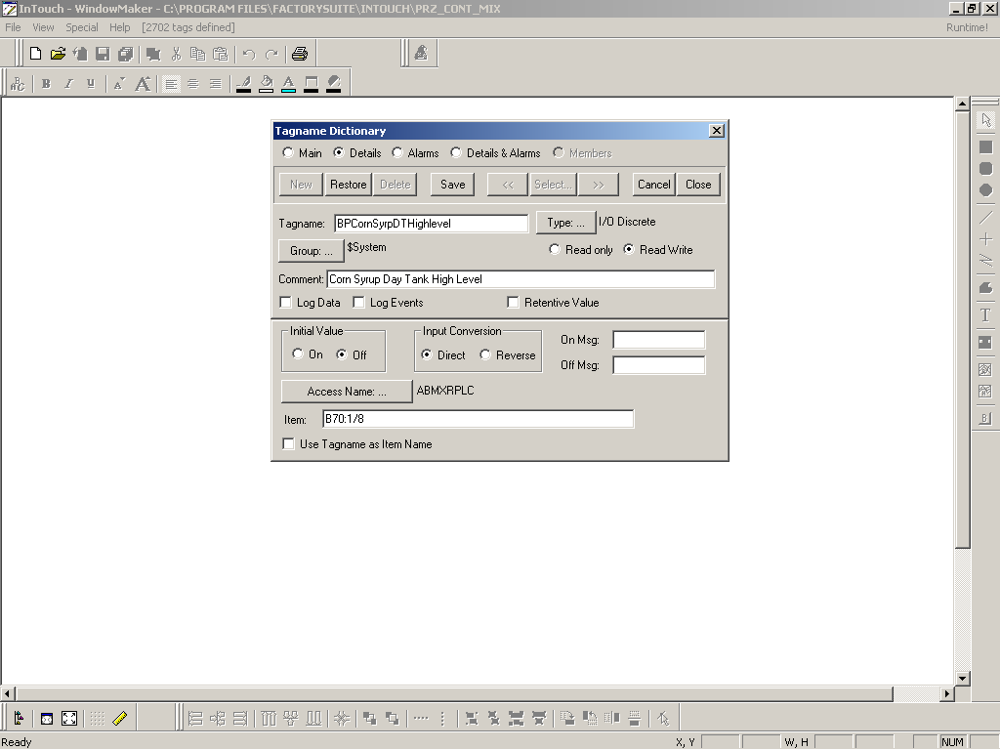 InTouch - WindowMaker - C:\PROGRAM FILES\FACTORYSUITE\INTOUCH\PRZ_CONT_MIX
File View Special Help [2702 tags defined] Runtime!
B I U A A A
Tagname Dictionary
Main Details Alarms Details & Alarms Members
New Restore Delete Save << Select... >> Cancel Close
Tagname: BPCornSyrpDTHighlevel Type: ... I/O Discrete
Group: ... $System Read only Read Write
Comment: Corn Syrup Day Tank High Level
Log Data Log Events Retentive Value
Initial Value Input Conversion On Msg:
On Off Direct Reverse Off Msg:
Access Name: ... ABMXRPLC
Item: B70:1/8
Use Tagname as Item Name
T
B
Ready X, Y W, H NUM